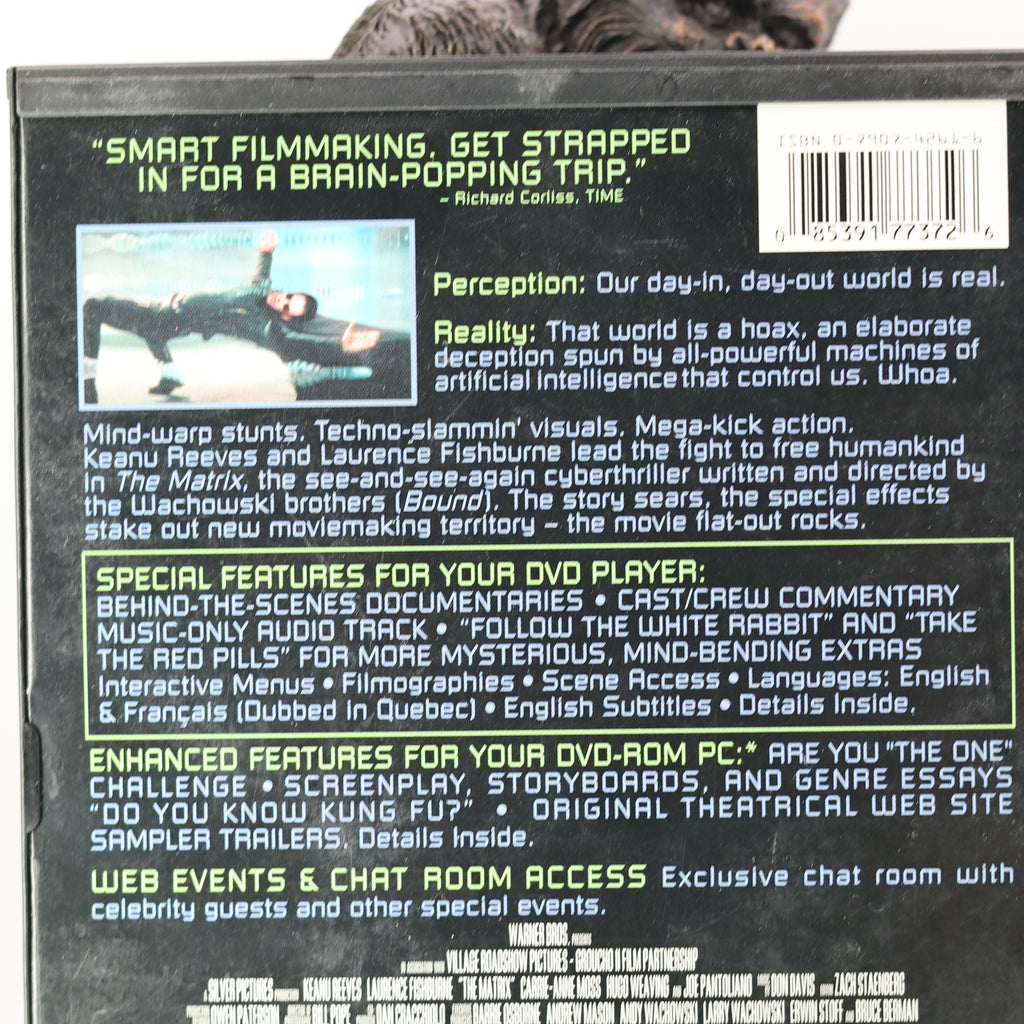 "SMART FILMMAKING. GET STRAPPED
IN FOR A BRAIN-POPPING TRIP."
– Richard Corliss, TIME
ISBN 0-7907-4261-6
0 85391 77372 6
Perception: Our day-in, day-out world is real.
Reality: That world is a hoax, an elaborate
deception spun by all-powerful machines of
artificial intelligence that control us. Whoa.
Mind-warp stunts. Techno-slammin' visuals. Mega-kick action.
Keanu Reeves and Laurence Fishburne lead the fight to free humankind
in The Matrix, the see-and-see-again cyberthriller written and directed by
the Wachowski brothers (Bound). The story sears, the special effects
stake out new moviemaking territory – the movie flat-out rocks.
SPECIAL FEATURES FOR YOUR DVD PLAYER:
BEHIND-THE-SCENES DOCUMENTARIES • CAST/CREW COMMENTARY
MUSIC-ONLY AUDIO TRACK • "FOLLOW THE WHITE RABBIT" AND "TAKE
THE RED PILLS" FOR MORE MYSTERIOUS, MIND-BENDING EXTRAS
Interactive Menus • Filmographies • Scene Access • Languages: English
& Français (Dubbed in Quebec) • English Subtitles • Details Inside.
ENHANCED FEATURES FOR YOUR DVD-ROM PC:* ARE YOU "THE ONE"
CHALLENGE • SCREENPLAY, STORYBOARDS, AND GENRE ESSAYS
"DO YOU KNOW KUNG FU?" • ORIGINAL THEATRICAL WEB SITE
SAMPLER TRAILERS. Details Inside.
WEB EVENTS & CHAT ROOM ACCESS Exclusive chat room with
celebrity guests and other special events.
WARNER BROS. PRESENTS
IN ASSOCIATION WITH VILLAGE ROADSHOW PICTURES - GROUCHO II FILM PARTNERSHIP
A SILVER PICTURES PRODUCTION KEANU REEVES LAURENCE FISHBURNE "THE MATRIX" CARRIE-ANNE MOSS HUGO WEAVING AND JOE PANTOLIANO DON DAVIS ZACH STAENBERG
OWEN PATERSON BILL POPE DAN CRACCHIOLO BARRIE OSBORNE ANDREW MASON ANDY WACHOWSKI LARRY WACHOWSKI ERWIN STOFF AND BRUCE BERMAN